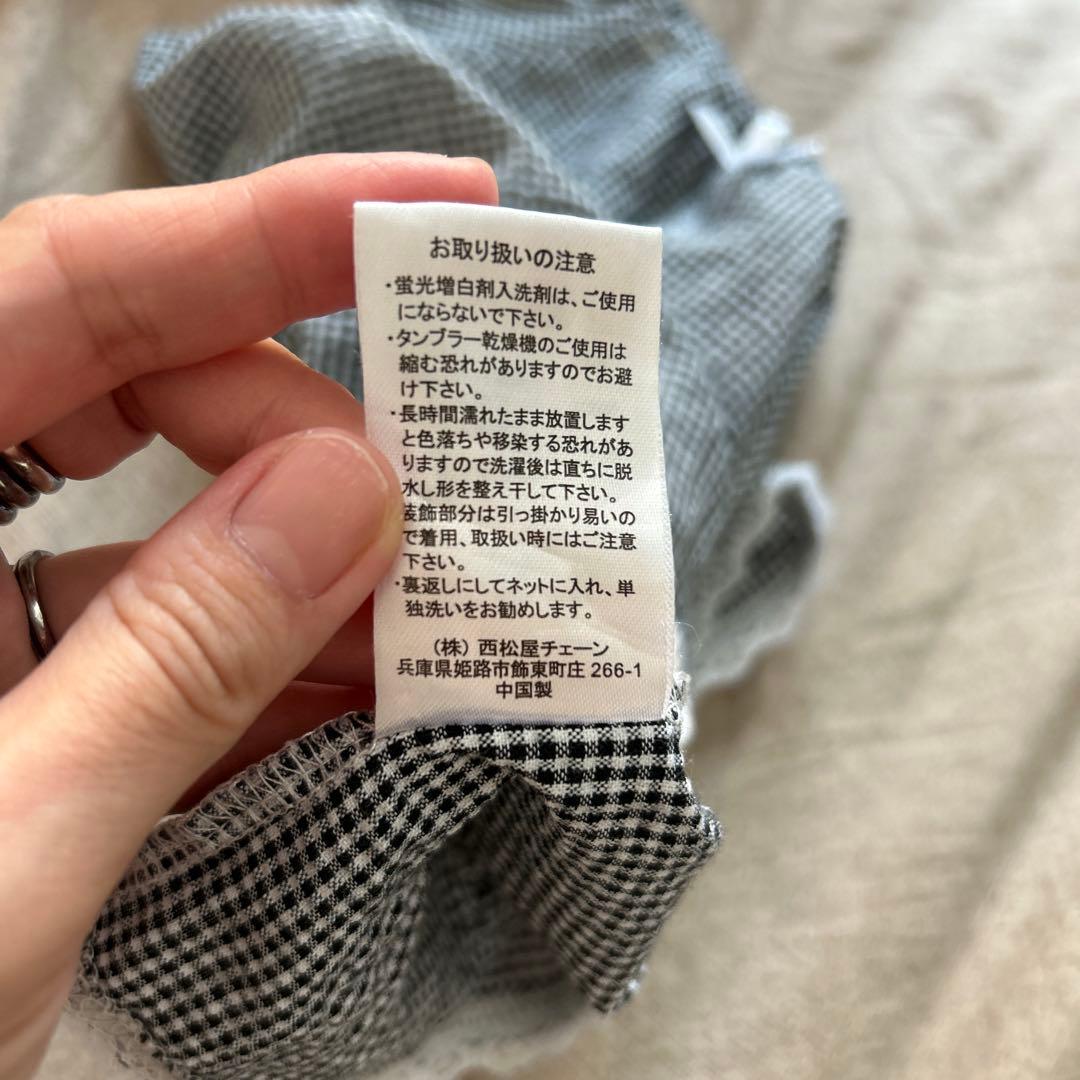 お取り扱いの注意
・蛍光増白剤入洗剤は、ご使用
にならないで下さい。
・タンブラー乾燥機のご使用は
縮む恐れがありますのでお避
け下さい。
・長時間濡れたまま放置します
と色落ちや移染する恐れがあ
りますので洗濯後は直ちに脱
水し形を整え干して下さい。
装飾部分は引っ掛かり易いの
で着用、取扱い時にはご注意
下さい。
・裏返しにしてネットに入れ、単
独洗いをお勧めします。
(株) 西松屋チェーン
兵庫県姫路市飾東町庄 266-1
中国製